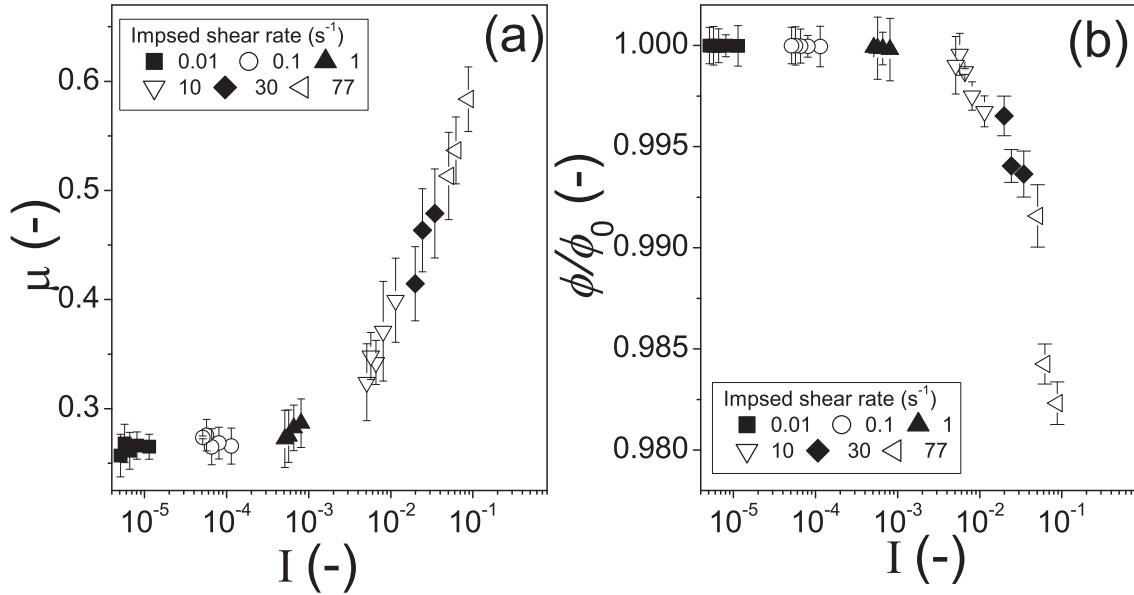 (a)
Impsed shear rate (s⁻¹)
0.01 0.1 1
10 30 77
0.6
0.5
0.4
0.3
μ (-)
10⁻⁵ 10⁻⁴ 10⁻³ 10⁻² 10⁻¹
I (-)
(b)
1.000
0.995
0.990
0.985
0.980
ϕ/ϕ₀ (-)
Impsed shear rate (s⁻¹)
0.01 0.1 1
10 30 77
10⁻⁵ 10⁻⁴ 10⁻³ 10⁻² 10⁻¹
I (-)